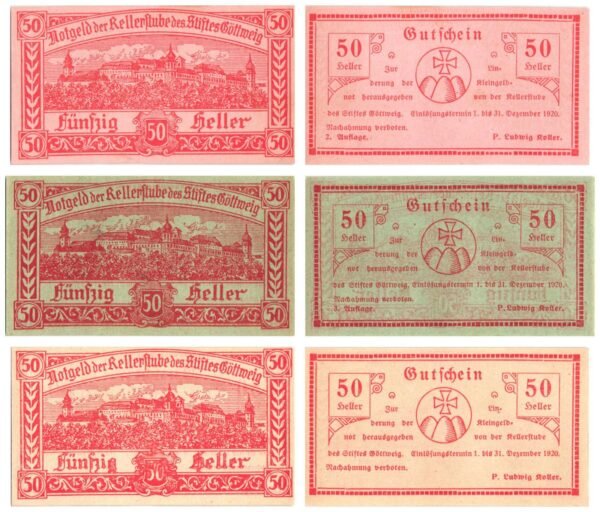 50 Notgeld der Kellerstube des Stiftes Göttweig 50
50 Fünfzig 50 Heller 50
Gutschein
50 Heller 50 Heller
Zur Lin-
derung der Kleingeld-
not herausgegeben von der Kellerstube
des Stiftes Göttweig. Einlösungstermin 1. bis 31. Dezember 1920.
Nachahmung verboten.
2. Auflage. P. Ludwig Koller.
50 Notgeld der Kellerstube des Stiftes Göttweig 50
50 Fünfzig 50 Heller 50
Gutschein
50 Heller 50 Heller
Zur Lin-
derung der Kleingeld-
not herausgegeben von der Kellerstube
des Stiftes Göttweig. Einlösungstermin 1. bis 31. Dezember 1920.
Nachahmung verboten.
3. Auflage. P. Ludwig Koller.
50 Notgeld der Kellerstube des Stiftes Göttweig 50
50 Fünfzig 50 Heller 50
Gutschein
50 Heller 50 Heller
Zur Lin-
derung der Kleingeld-
not herausgegeben von der Kellerstube
des Stiftes Göttweig. Einlösungstermin 1. bis 31. Dezember 1920.
Nachahmung verboten.
P. Ludwig Koller.